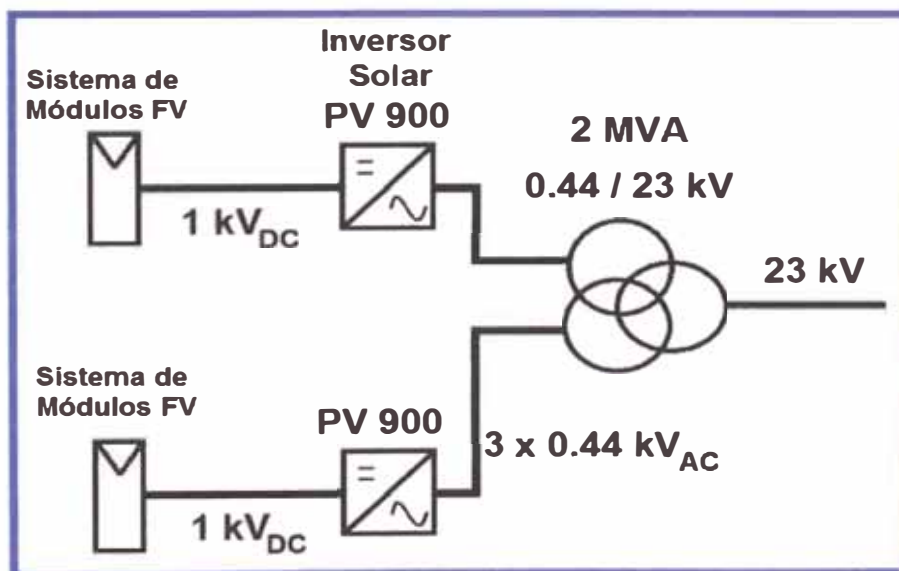 Sistema de
Módulos FV
Inversor
Solar
PV 900
2 MVA
0.44 / 23 kV
1 kVDC
23 kV
Sistema de
Módulos FV
PV 900
3 x 0.44 kVAC
1 kVDC